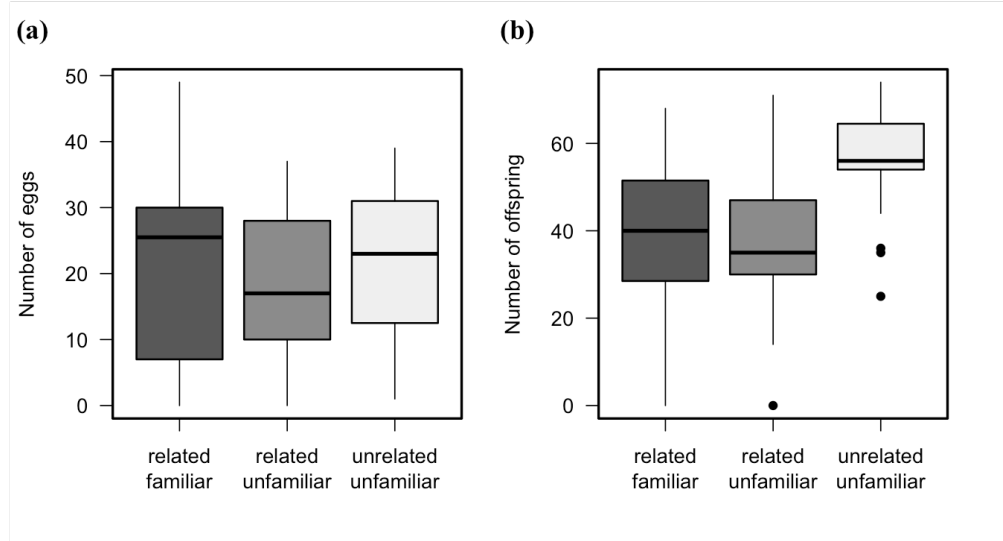 (a)
Number of eggs
50
40
30
20
10
0
related familiar
related unfamiliar
unrelated unfamiliar
(b)
Number of offspring
60
40
20
0
related familiar
related unfamiliar
unrelated unfamiliar